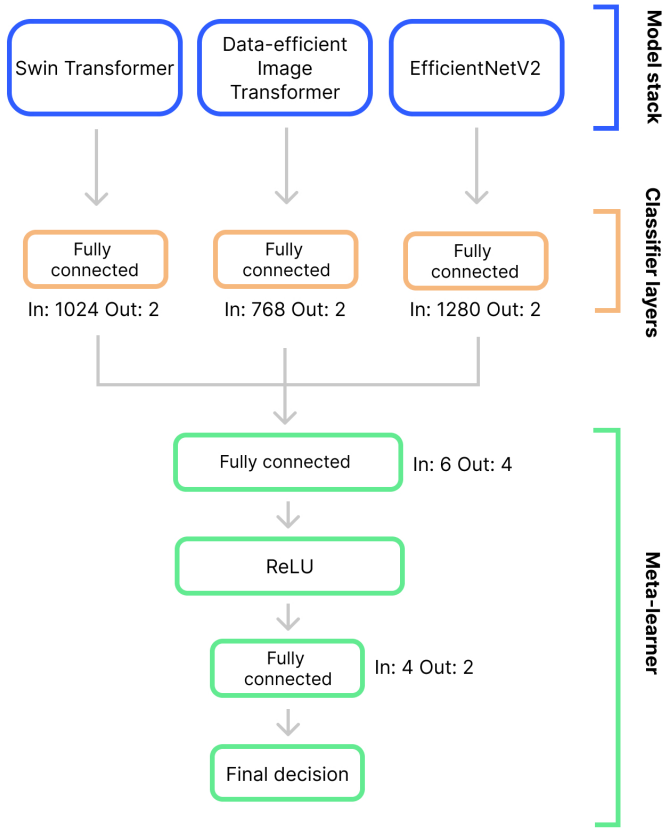 Swin Transformer
Data-efficient
Image
Transformer
EfficientNetV2
Model stack
Fully
connected
Fully
connected
Fully
connected
In: 1024 Out: 2
In: 768 Out: 2
In: 1280 Out: 2
Classifier layers
Fully connected
In: 6 Out: 4
ReLU
Fully
connected
In: 4 Out: 2
Final decision
Meta-learner